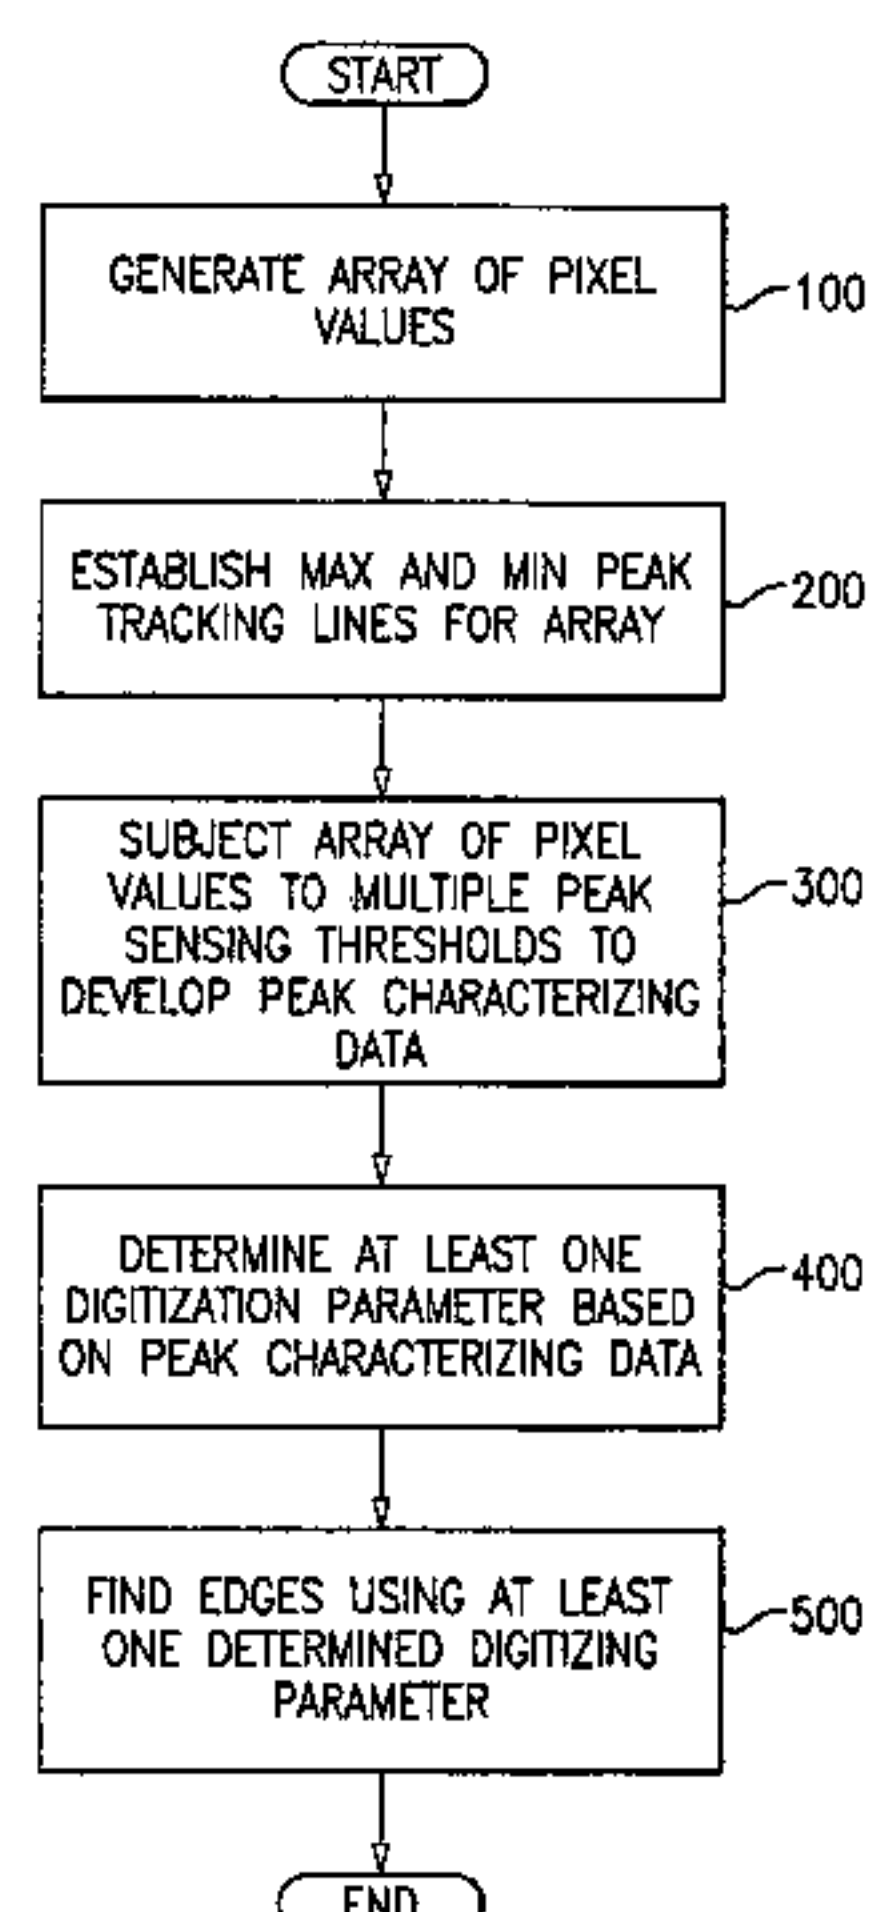 START
GENERATE ARRAY OF PIXEL
VALUES
100
ESTABLISH MAX AND MIN PEAK
TRACKING LINES FOR ARRAY
200
SUBJECT ARRAY OF PIXEL
VALUES TO MULTIPLE PEAK
SENSING THRESHOLDS TO
DEVELOP PEAK CHARACTERIZING
DATA
300
DETERMINE AT LEAST ONE
DIGITIZATION PARAMETER BASED
ON PEAK CHARACTERIZING DATA
400
FIND EDGES USING AT LEAST
ONE DETERMINED DIGITIZING
PARAMETER
500
END